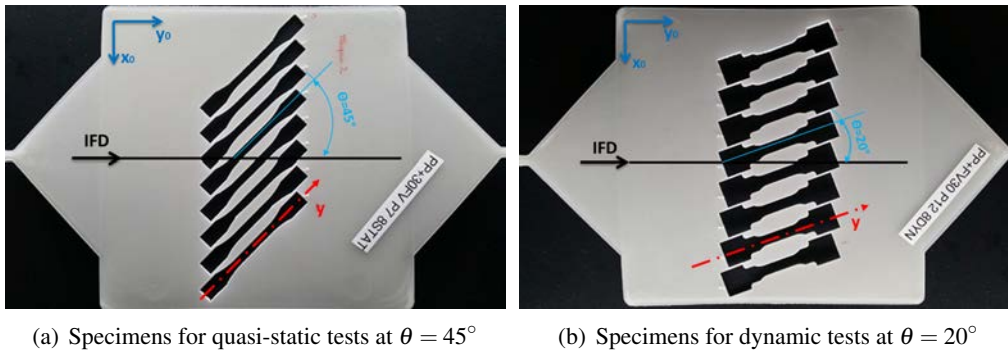 y₀
x₀
IFD
θ=45°
y
PP+30FV P7 8STAT
y₀
x₀
IFD
θ=20°
y
PP+FV30 P12 8DYN
(a) Specimens for quasi-static tests at θ = 45°
(b) Specimens for dynamic tests at θ = 20°